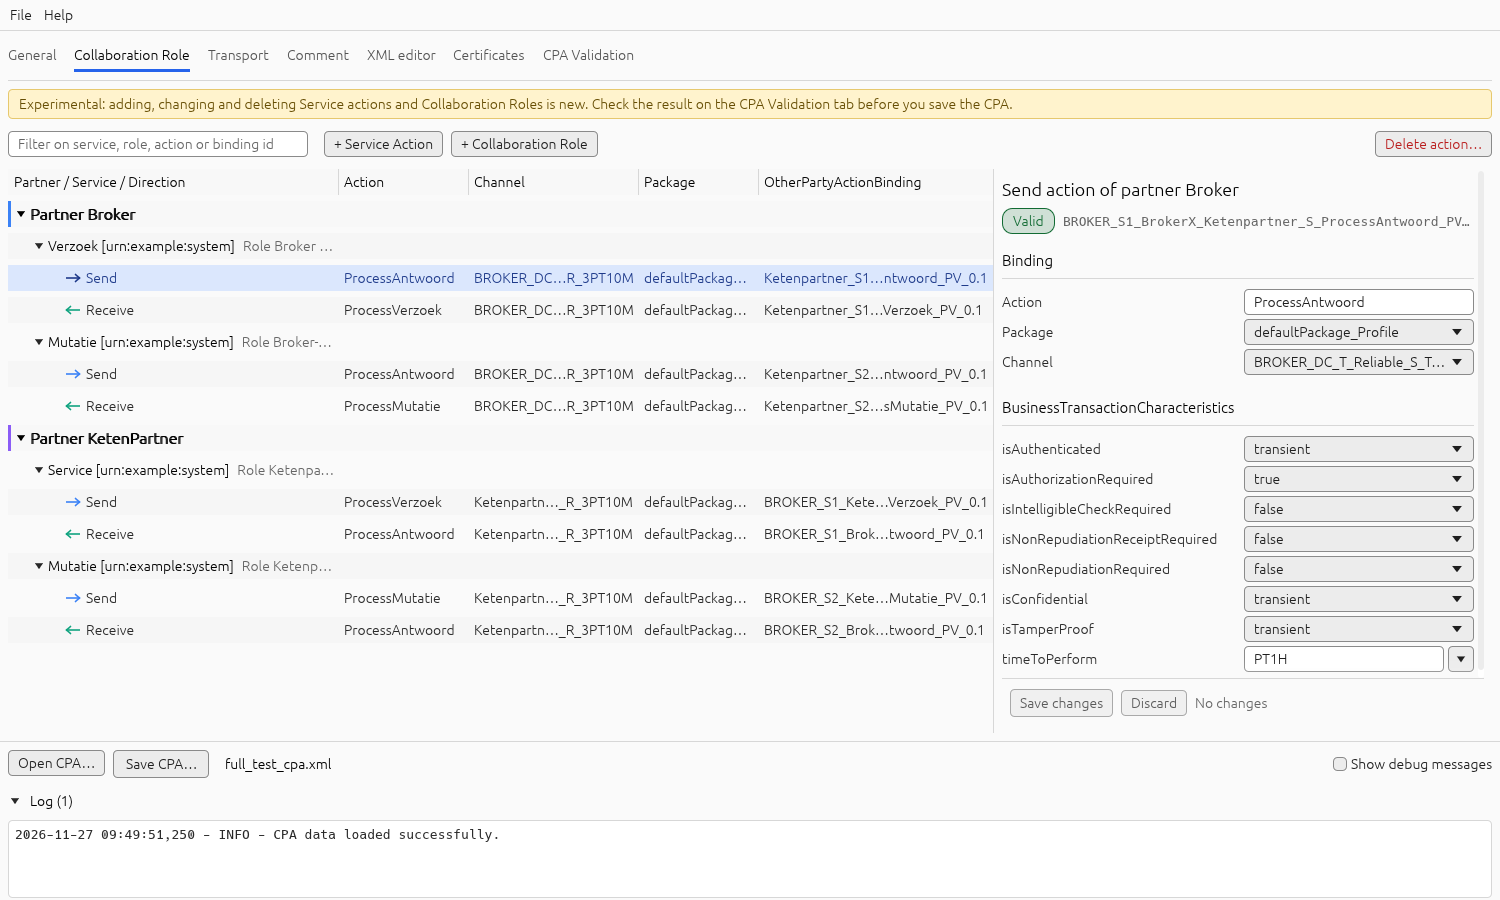 File Help
General Collaboration Role Transport Comment XML editor Certificates CPA Validation
Experimental: adding, changing and deleting Service actions and Collaboration Roles is new. Check the result on the CPA Validation tab before you save the CPA.
Filter on service, role, action or binding id + Service Action + Collaboration Role Delete action...
Partner / Service / Direction Action Channel Package OtherPartyActionBinding
Partner Broker
Verzoek [urn:example:system] Role Broker ...
→ Send ProcessAntwoord BROKER_DC...R_3PT10M defaultPackag... Ketenpartner_S1...ntwoord_PV_0.1
← Receive ProcessVerzoek BROKER_DC...R_3PT10M defaultPackag... Ketenpartner_S1...Verzoek_PV_0.1
Mutatie [urn:example:system] Role Broker-...
→ Send ProcessAntwoord BROKER_DC...R_3PT10M defaultPackag... Ketenpartner_S2...ntwoord_PV_0.1
← Receive ProcessMutatie BROKER_DC...R_3PT10M defaultPackag... Ketenpartner_S2...sMutatie_PV_0.1
Partner KetenPartner
Service [urn:example:system] Role Ketenpa...
→ Send ProcessVerzoek Ketenpartn..._R_3PT10M defaultPackag... BROKER_S1_Kete...Verzoek_PV_0.1
← Receive ProcessAntwoord Ketenpartn..._R_3PT10M defaultPackag... BROKER_S1_Brok...twoord_PV_0.1
Mutatie [urn:example:system] Role Ketenp...
→ Send ProcessMutatie Ketenpartn..._R_3PT10M defaultPackag... BROKER_S2_Kete...Mutatie_PV_0.1
← Receive ProcessAntwoord Ketenpartn..._R_3PT10M defaultPackag... BROKER_S2_Brok...twoord_PV_0.1
Send action of partner Broker
Valid BROKER_S1_BrokerX_Ketenpartner_S_ProcessAntwoord_PV...
Binding
Action ProcessAntwoord
Package defaultPackage_Profile
Channel BROKER_DC_T_Reliable_S_T...
BusinessTransactionCharacteristics
isAuthenticated transient
isAuthorizationRequired true
isIntelligibleCheckRequired false
isNonRepudiationReceiptRequired false
isNonRepudiationRequired false
isConfidential transient
isTamperProof transient
timeToPerform PT1H
Save changes Discard No changes
Open CPA... Save CPA... full_test_cpa.xml Show debug messages
Log (1)
2026-11-27 09:49:51,250 - INFO - CPA data loaded successfully.